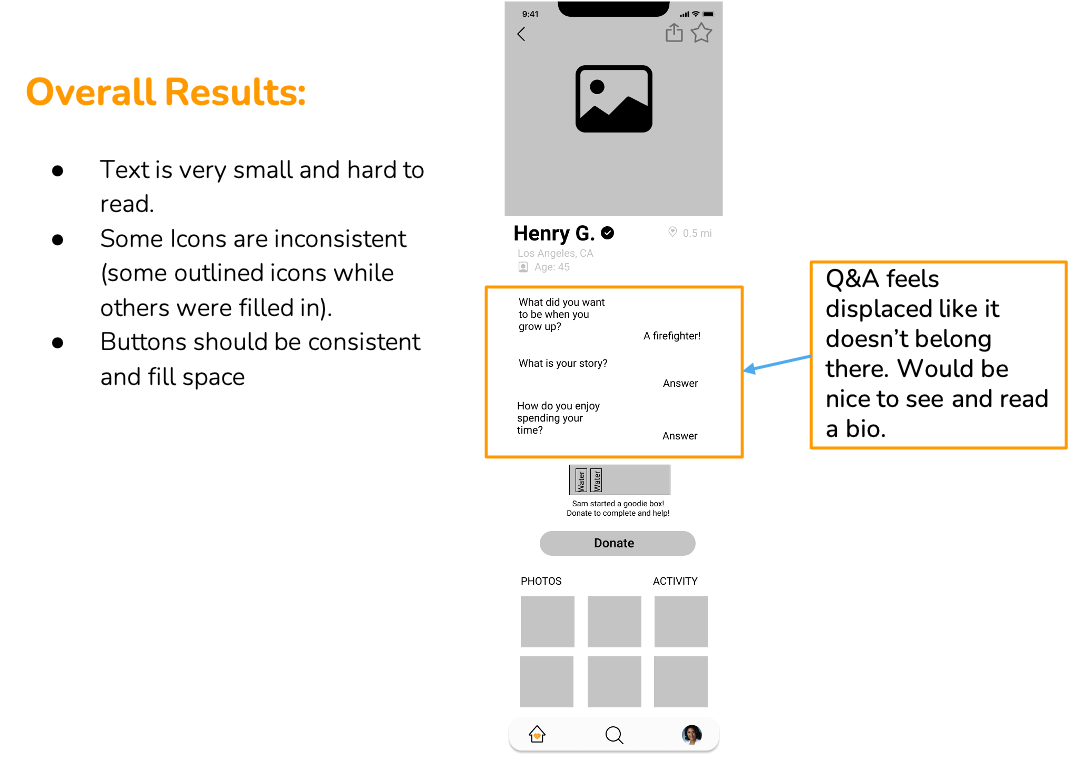 Overall Results:
● Text is very small and hard to
read.
● Some Icons are inconsistent
(some outlined icons while
others were filled in).
● Buttons should be consistent
and fill space
9:41
Henry G.
0.5 mi
Los Angeles, CA
Age: 45
What did you want
to be when you
grow up?
A firefighter!
What is your story?
Answer
How do you enjoy
spending your
time?
Answer
Water
Water
Sam started a goodie box!
Donate to complete and help!
Donate
PHOTOS
ACTIVITY
Q&A feels
displaced like it
doesn’t belong
there. Would be
nice to see and read
a bio.